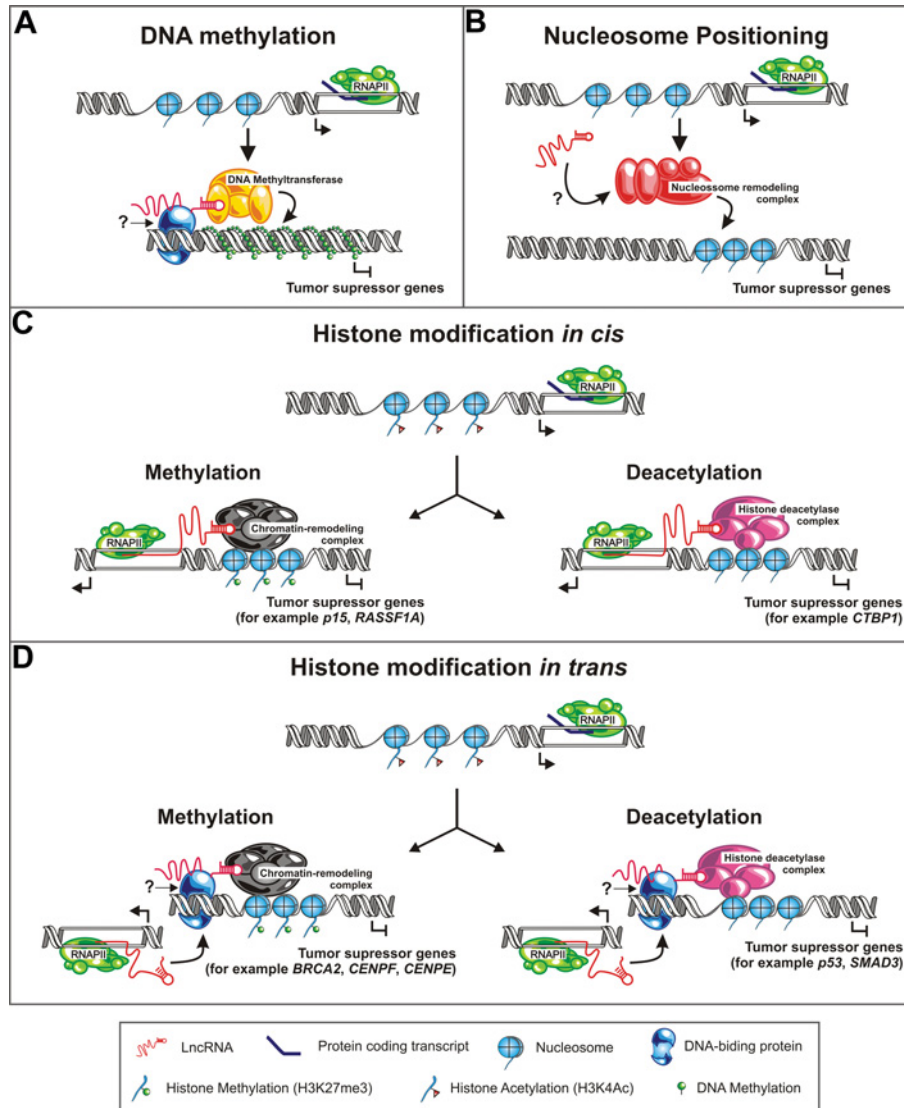 A
DNA methylation
RNAPII
DNA Methyltransferase
?
Tumor supressor genes
B
Nucleosome Positioning
RNAPII
?
Nucleossome remodeling
complex
Tumor supressor genes
C
Histone modification in cis
RNAPII
Methylation
RNAPII
Chromatin-remodeling
complex
Tumor supressor genes
(for example p15, RASSF1A)
Deacetylation
RNAPII
Histone deacetylase
complex
Tumor supressor genes
(for example CTBP1)
D
Histone modification in trans
RNAPII
Methylation
?
Chromatin-remodeling
complex
RNAPII
Tumor supressor genes
(for example BRCA2, CENPF, CENPE)
Deacetylation
?
Histone deacetylase
complex
RNAPII
Tumor supressor genes
(for example p53, SMAD3)
LncRNA
Protein coding transcript
Nucleosome
DNA-biding protein
Histone Methylation (H3K27me3)
Histone Acetylation (H3K4Ac)
DNA Methylation